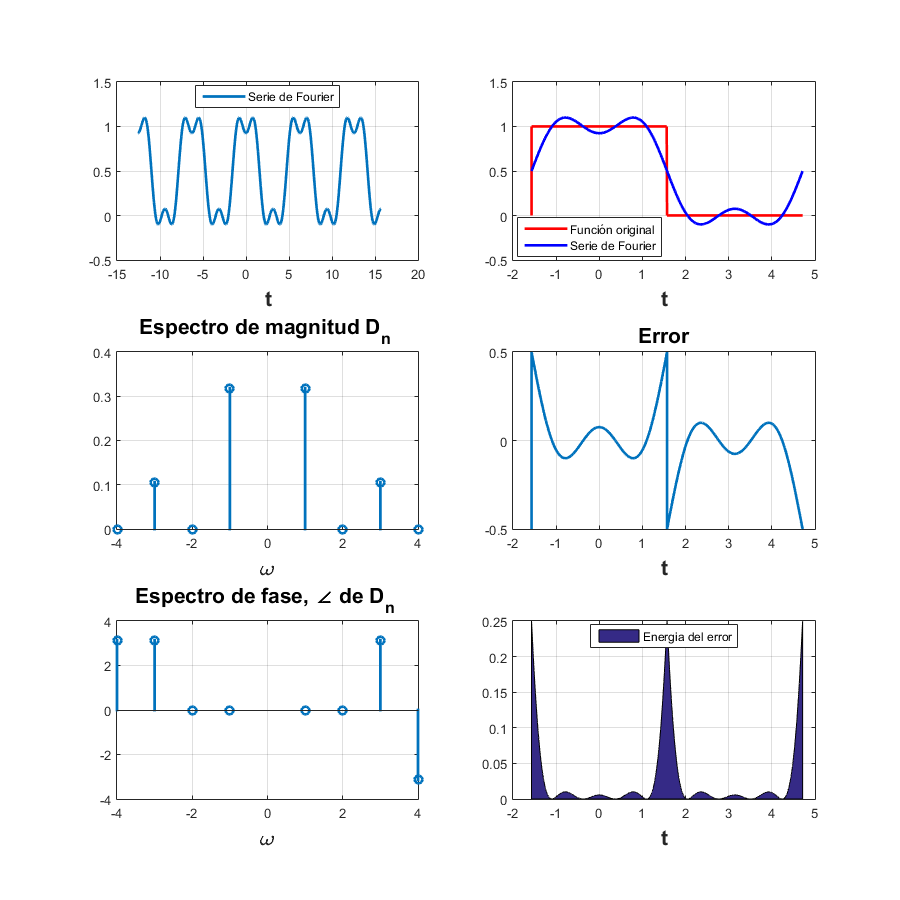 1.5
1
0.5
0
-0.5
-15 -10 -5 0 5 10 15 20
t
Serie de Fourier
1.5
1
0.5
0
-0.5
-2 -1 0 1 2 3 4 5
t
Función original
Serie de Fourier
Espectro de magnitud Dn
0.4
0.3
0.2
0.1
0
-4 -2 0 2 4
ω
Error
0.5
0
-0.5
-2 -1 0 1 2 3 4 5
t
Espectro de fase, ∠ de Dn
4
2
0
-2
-4
-4 -2 0 2 4
ω
0.25
0.2
0.15
0.1
0.05
0
-2 -1 0 1 2 3 4 5
t
Energia del error